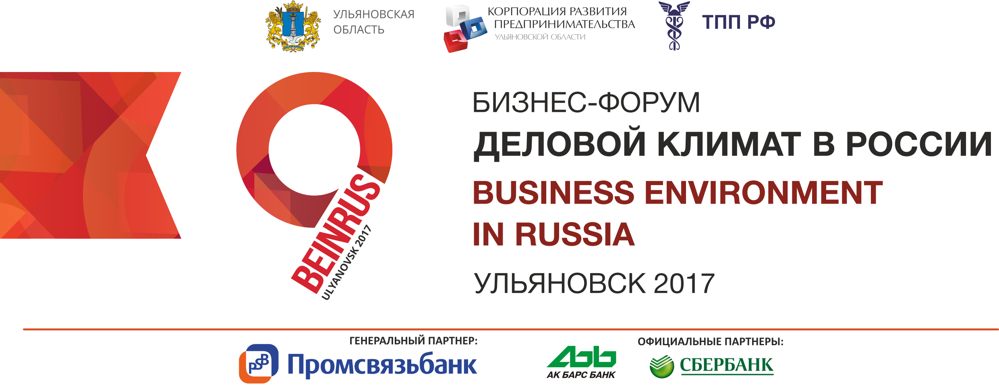 УЛЬЯНОВСКАЯ
ОБЛАСТЬ
КОРПОРАЦИЯ РАЗВИТИЯ
ПРЕДПРИНИМАТЕЛЬСТВА
УЛЬЯНОВСКОЙ ОБЛАСТИ
ТПП РФ
БИЗНЕС-ФОРУМ
ДЕЛОВОЙ КЛИМАТ В РОССИИ
BUSINESS ENVIRONMENT
IN RUSSIA
УЛЬЯНОВСК 2017
BEINRUS
ULYANOVSK 2017
ГЕНЕРАЛЬНЫЙ ПАРТНЕР:
PSB
Промсвязьбанк
ОФИЦИАЛЬНЫЕ ПАРТНЕРЫ:
АК БАРС БАНК
СБЕРБАНК